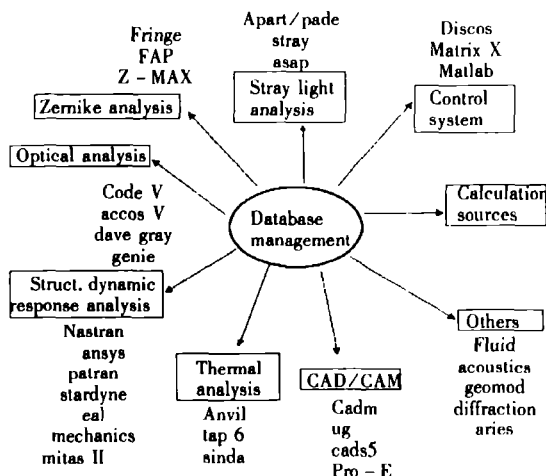 Fringe
FAP
Z - MAX
Zernike analysis
Apart/pade
stray
asap
Stray light
analysis
Discos
Matrix X
Matlab
Control
system
Optical analysis
Code V
accos V
dave gray
genie
Database
management
Calculation
sources
Struct. dynamic
response analysis
Nastran
ansys
patran
stardyne
eal
mechanics
mitas II
Thermal
analysis
Anvil
tap 6
sinda
CAD/CAM
Cadm
ug
cads5
Pro - E
Others
Fluid
acoustics
geomod
diffraction
aries